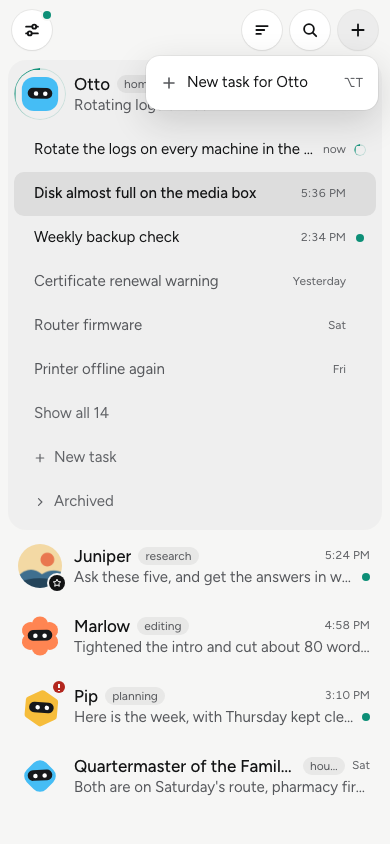 New task for Otto ⌥T
Otto hom
Rotating log
Rotate the logs on every machine in the ... now
Disk almost full on the media box 5:36 PM
Weekly backup check 2:34 PM
Certificate renewal warning Yesterday
Router firmware Sat
Printer offline again Fri
Show all 14
+ New task
> Archived
Juniper research 5:24 PM
Ask these five, and get the answers in w...
Marlow editing 4:58 PM
Tightened the intro and cut about 80 word...
Pip planning 3:10 PM
Here is the week, with Thursday kept cle...
Quartermaster of the Famil... hou... Sat
Both are on Saturday's route, pharmacy fir...